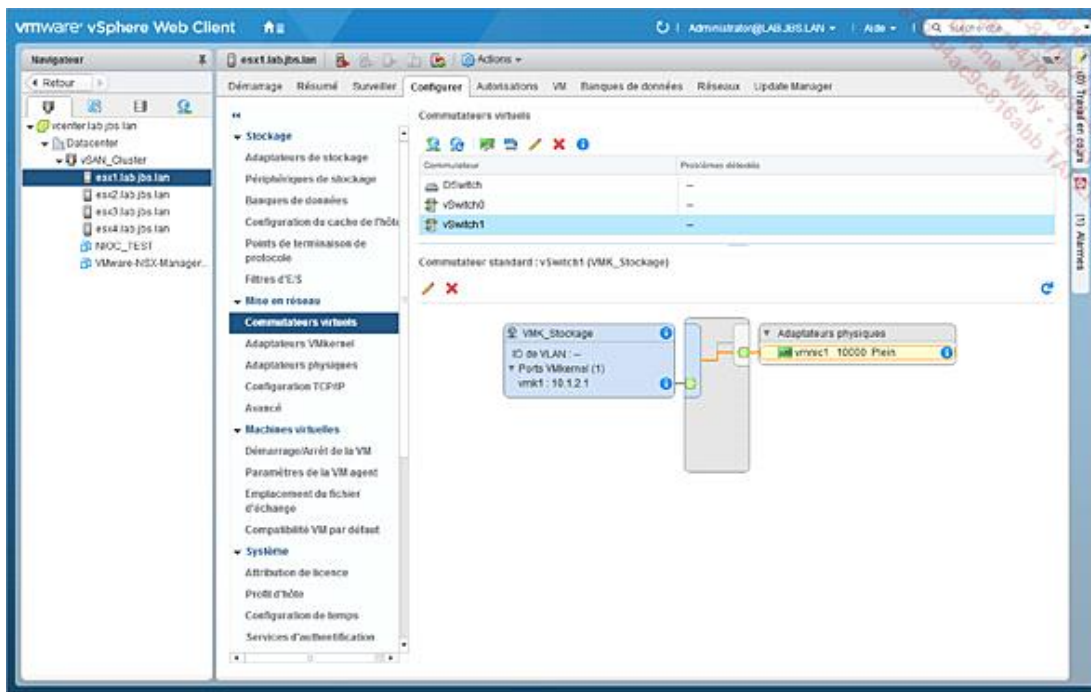 vmware® vSphere Web Client
Administrator@LAB.JBS.LAN
Aide
Navigateur
Retour
vcenter.lab.jbs.lan
Datacenter
vSAN_Cluster
esx1.lab.jbs.lan
esx2.lab.jbs.lan
esx3.lab.jbs.lan
esx4.lab.jbs.lan
NIOC_TEST
VMware-NSX-Manager...
esx1.lab.jbs.lan
Actions
Démarrage Résumé Surveiller Configurer Autorisations VM Banques de données Réseaux Update Manager
Stockage
Adaptateurs de stockage
Périphériques de stockage
Banques de données
Configuration du cache de l'hôte
Points de terminaison de
protocole
Filtres d'E/S
Mise en réseau
Commutateurs virtuels
Adaptateurs VMkernel
Adaptateurs physiques
Configuration TCP/IP
Avancé
Machines virtuelles
Démarrage/Arrêt de la VM
Paramètres de la VM agent
Emplacement du fichier
d'échange
Compatibilité VM par défaut
Système
Attribution de licence
Profil d'hôte
Configuration de temps
Services d'authentification
Commutateurs virtuels
Commutateur Problèmes détectés
DSwitch --
vSwitch0 --
vSwitch1 --
Commutateur standard : vSwitch1 (VMK_Stockage)
VMK_Stockage
ID de VLAN : --
Ports VMkernel (1)
vmk1 : 10.1.2.1
Adaptateurs physiques
vmnic1 10000 Plein
(0) Travail en cours
(1) Alarmes